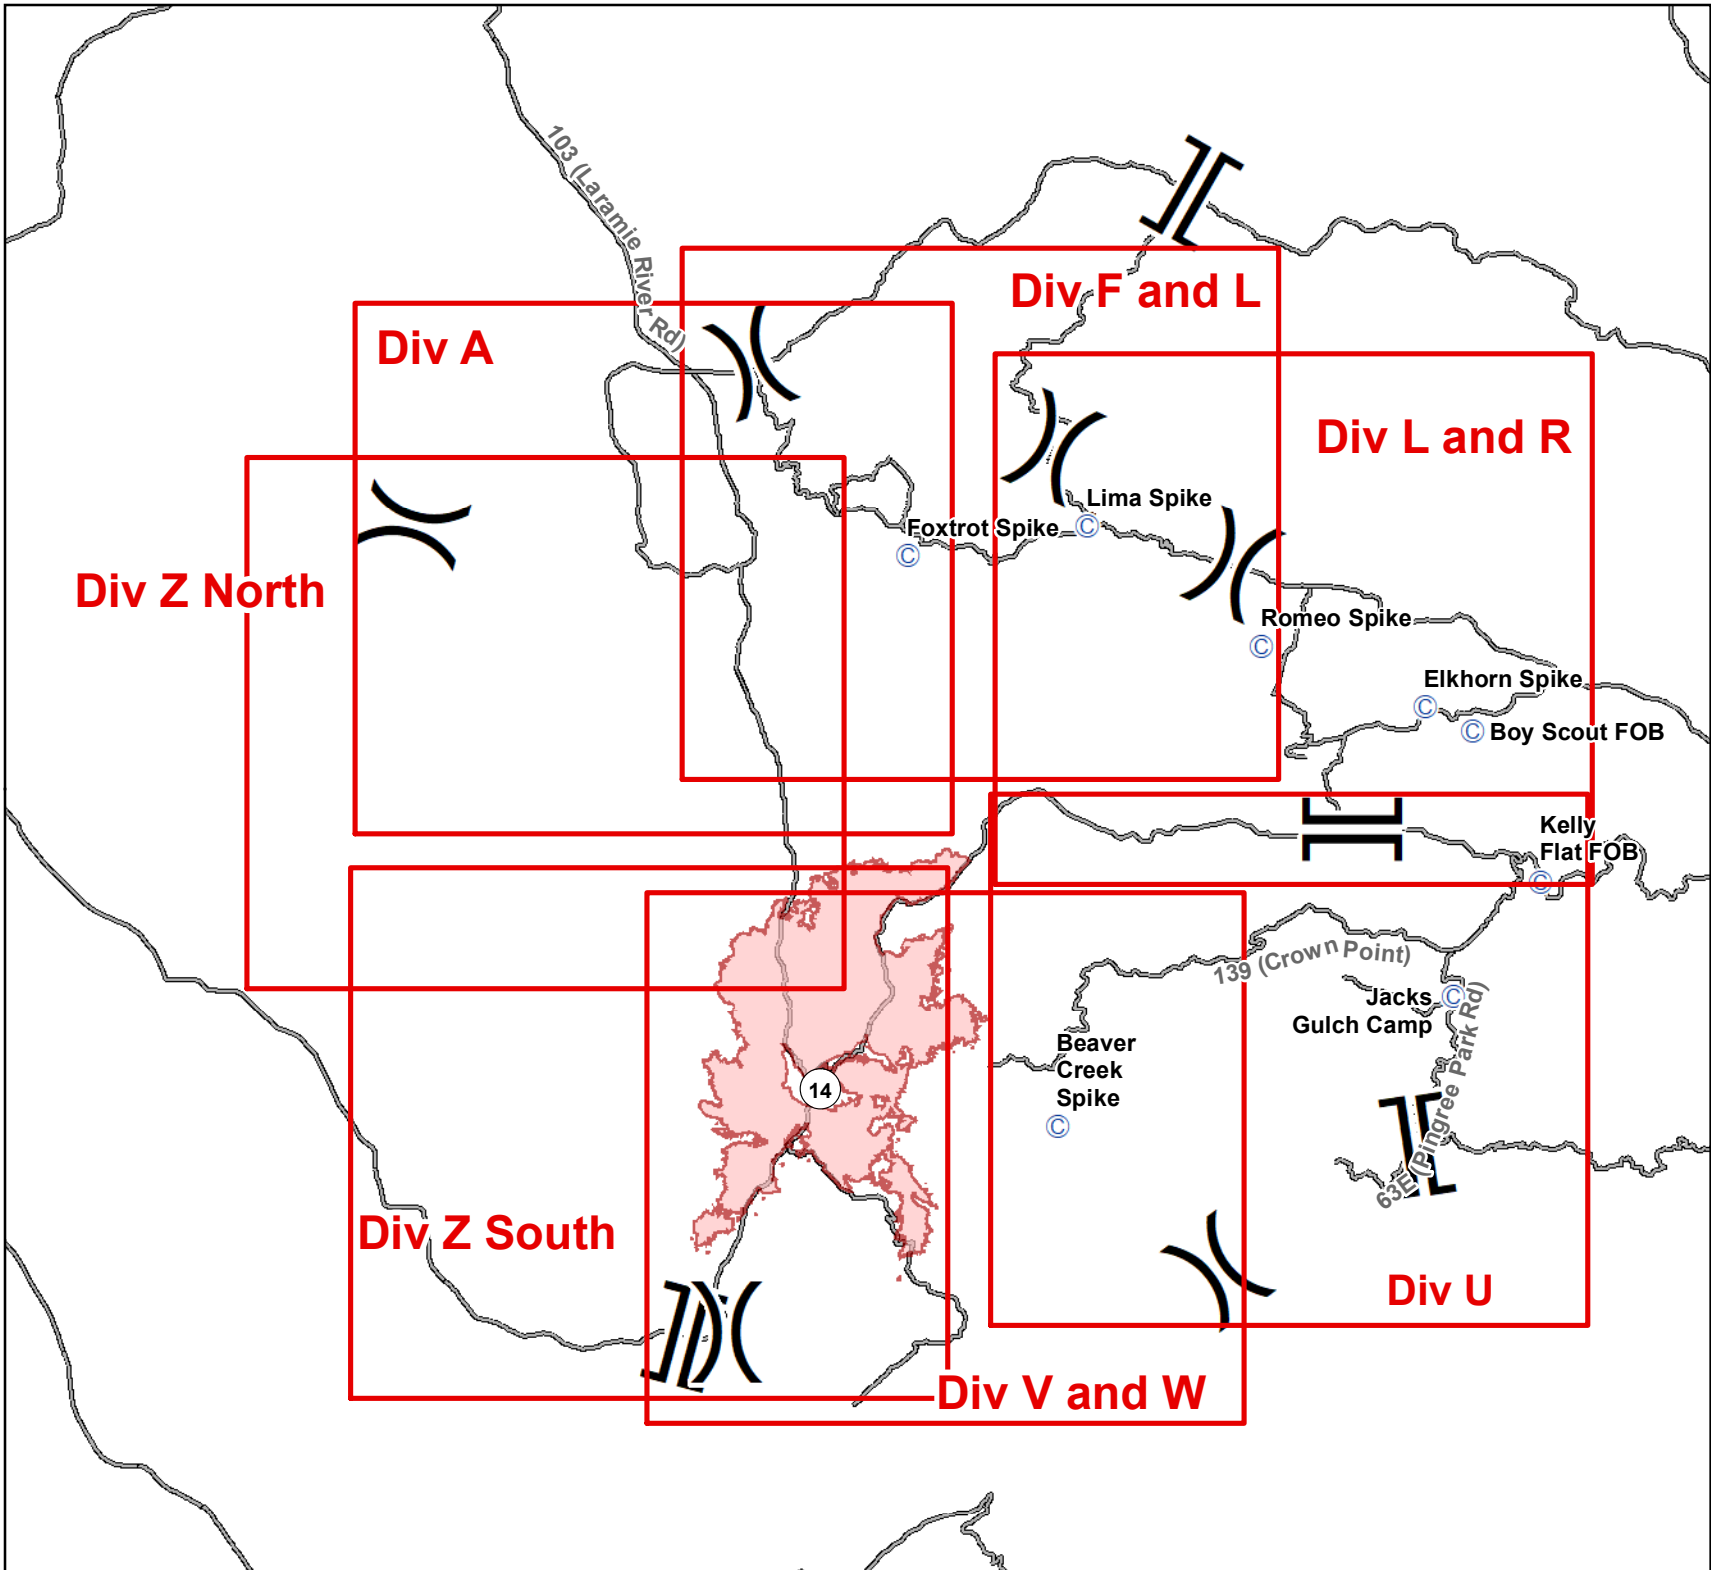 103 (Laramie River Rd)
Div F and L
Div A
Div L and R
Lima Spike
Foxtrot Spike
Div Z North
Romeo Spike
Elkhorn Spike
Boy Scout FOB
Kelly
Flat FOB
139 (Crown Point)
Jacks
Gulch Camp
Beaver
Creek
Spike
14
63E (Pingree Park Rd)
Div Z South
Div U
Div V and W
© 
©
©
©
©
©
©
©